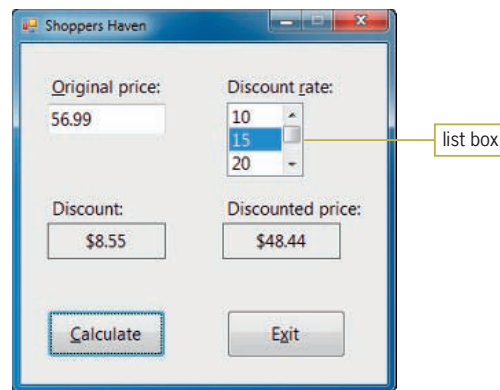 Shoppers Haven
Original price:
Discount rate:
56.99
10
15
20
list box
Discount:
Discounted price:
$8.55
$48.44
Calculate
Exit